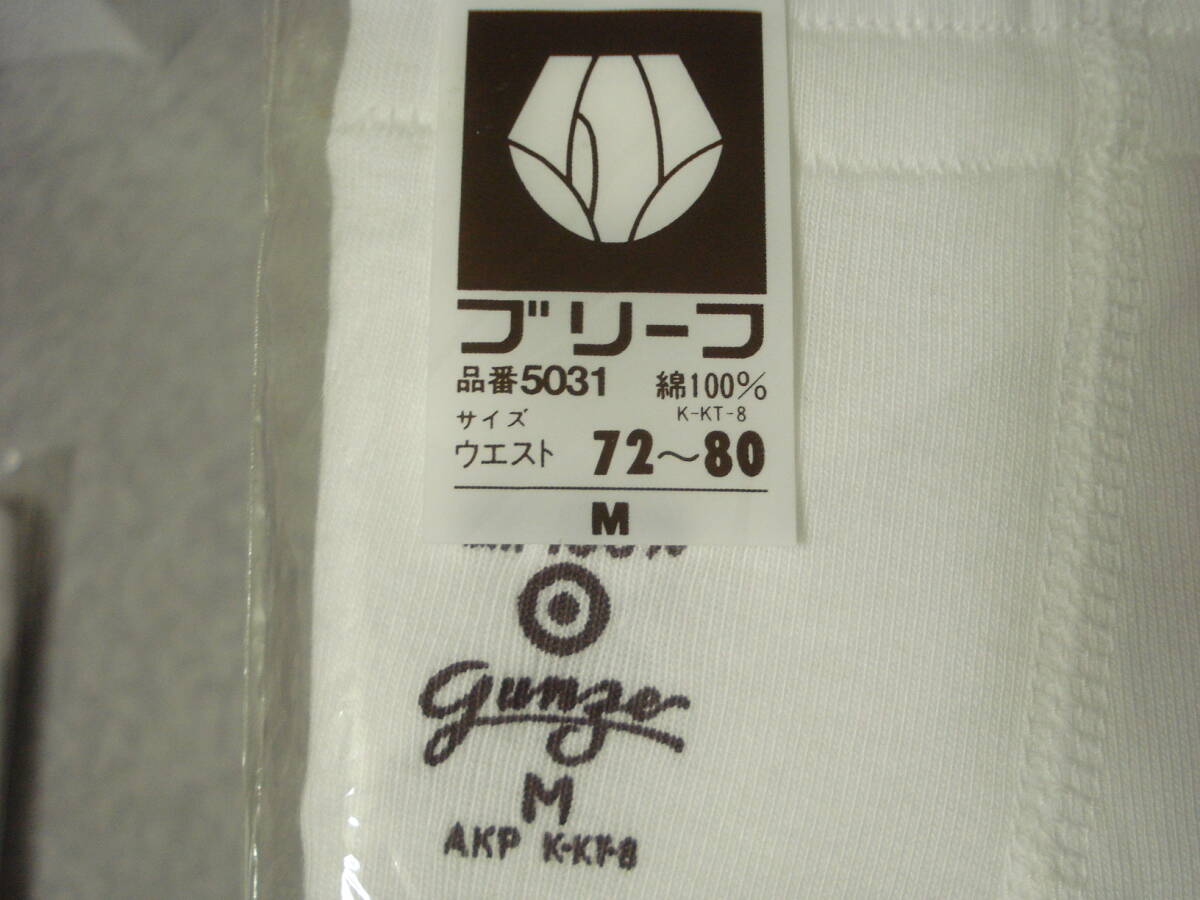 ブリーフ
品番5031 綿100%
サイズ K-KT-8
ウエスト 72〜80
M
gunze
M
AKP K-KT-8